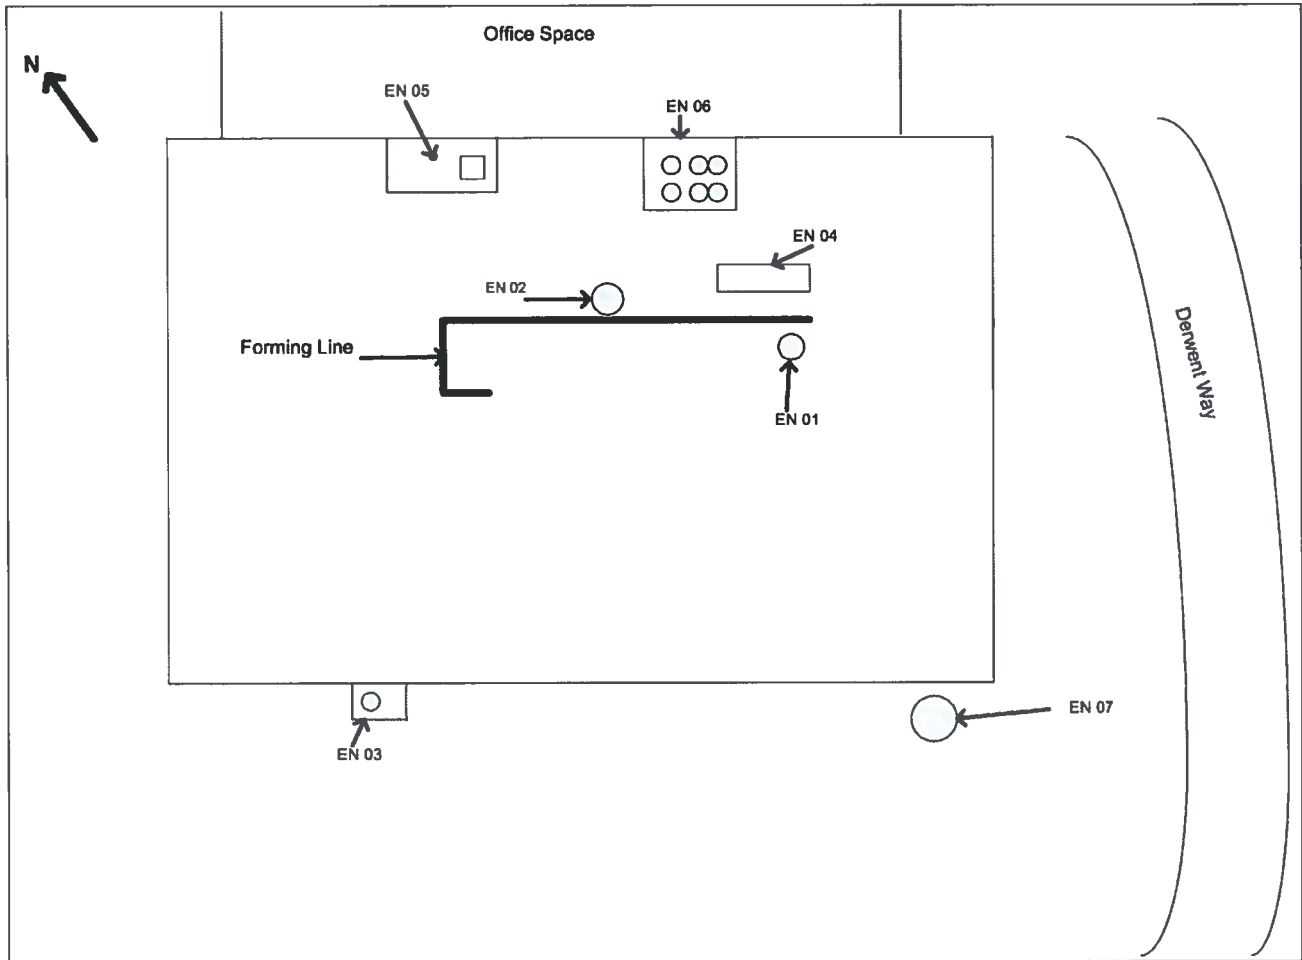 Office Space
N
EN 05
EN 06
EN 04
EN 02
Forming Line
Derwent Way
EN 01
EN 07
EN 03